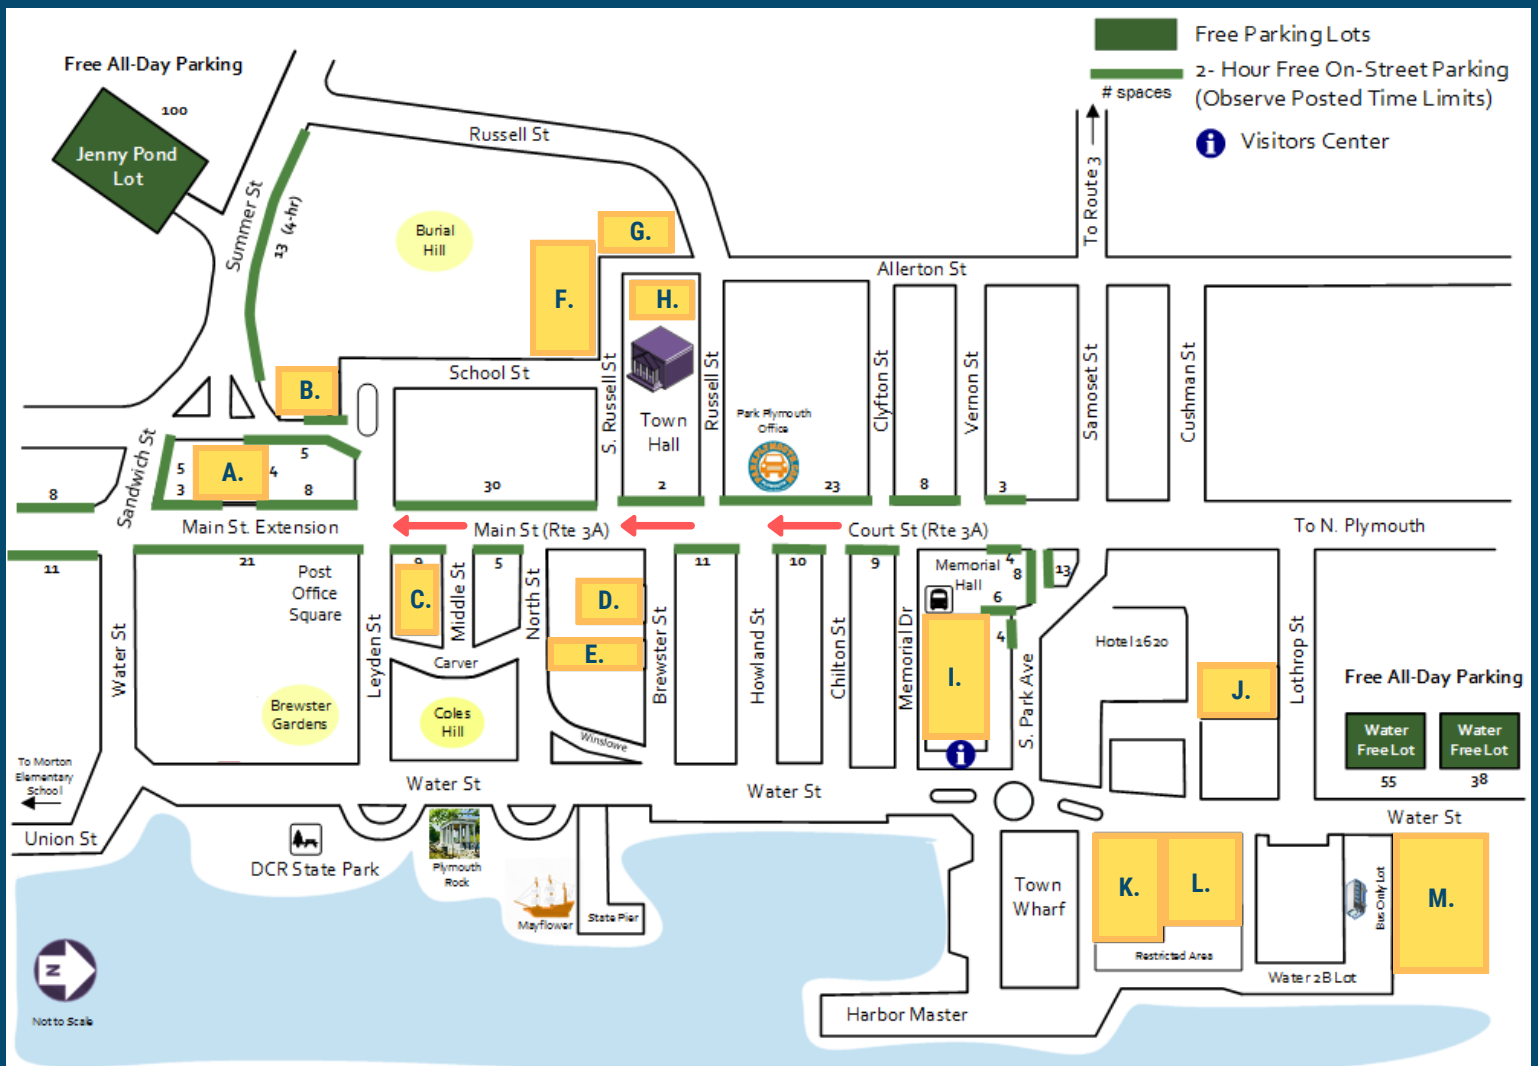 Free Parking Lots
2- Hour Free On-Street Parking
# spaces
(Observe Posted Time Limits)
i
Visitors Center
Free All-Day Parking
100
Jenny Pond
Lot
Russell St
Summer St
13 (4-hr)
Burial
Hill
G.
F.
H.
To Route 3
Allerton St
B.
School St
S. Russell St
Town
Hall
Russell St
Park Plymouth
Office
Clyfton St
Vernon St
Samoset St
Cushman St
Sandwich St
5
3
A.
4
5
8
8
30
2
23
8
3
Main St. Extension
Main St (Rte 3A)
Court St (Rte 3A)
To N. Plymouth
11
21
Post
Office
Square
9
C.
Middle St
5
North St
D.
E.
11
10
9
Memorial
Hall
4
8
6
4
13
Water St
Leyden St
Carver
Brewster St
Howland St
Chilton St
Memorial Dr
I.
i
S. Park Ave
Hotel 1620
J.
Lothrop St
Free All-Day Parking
Water
Free Lot
55
Water
Free Lot
38
Brewster
Gardens
Coles
Hill
Winslowe
To Morton
Elementary
School
Water St
Water St
Water St
Union St
DCR State Park
Plymouth
Rock
Mayflower
State Pier
Town
Wharf
K.
L.
Restricted Area
Bus Only Lot
M.
Water 2B Lot
Harbor Master
N
Not to Scale